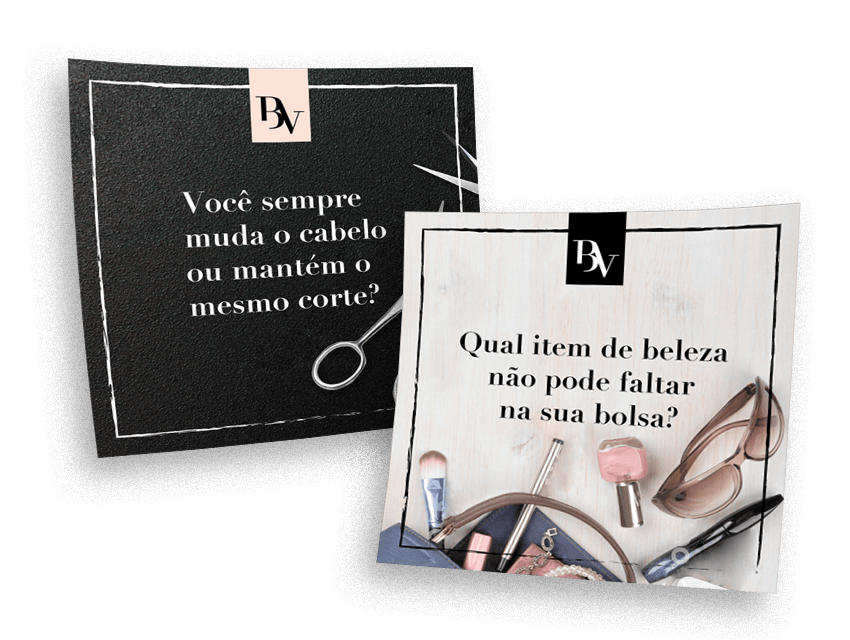 BV
Você sempre
muda o cabelo
ou mantém o
mesmo corte?
BV
Qual item de beleza
não pode faltar
na sua bolsa?